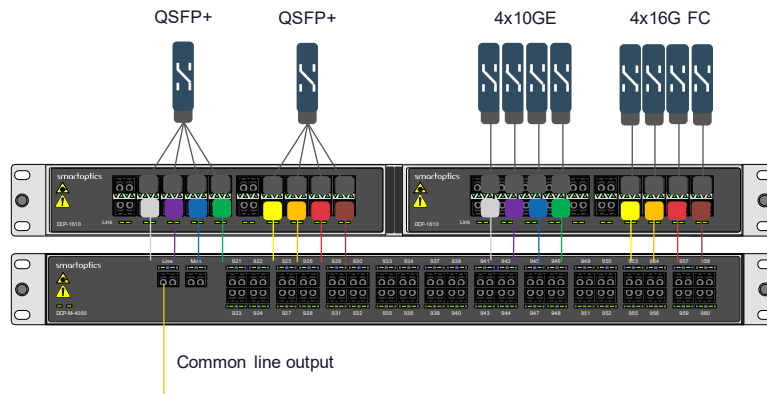 QSFP+ QSFP+ 4x10GE 4x16G FC
smartoptics smartoptics
DCP-1610 Link DCP-1610 Link
smartoptics Line Mon 921 922 925 926 929 930 933 934 937 938 941 942 945 946 949 950 953 954 957 958
DCP-M-4000 923 924 927 928 931 932 935 936 939 940 943 944 947 948 951 952 955 956 959 960
Common line output